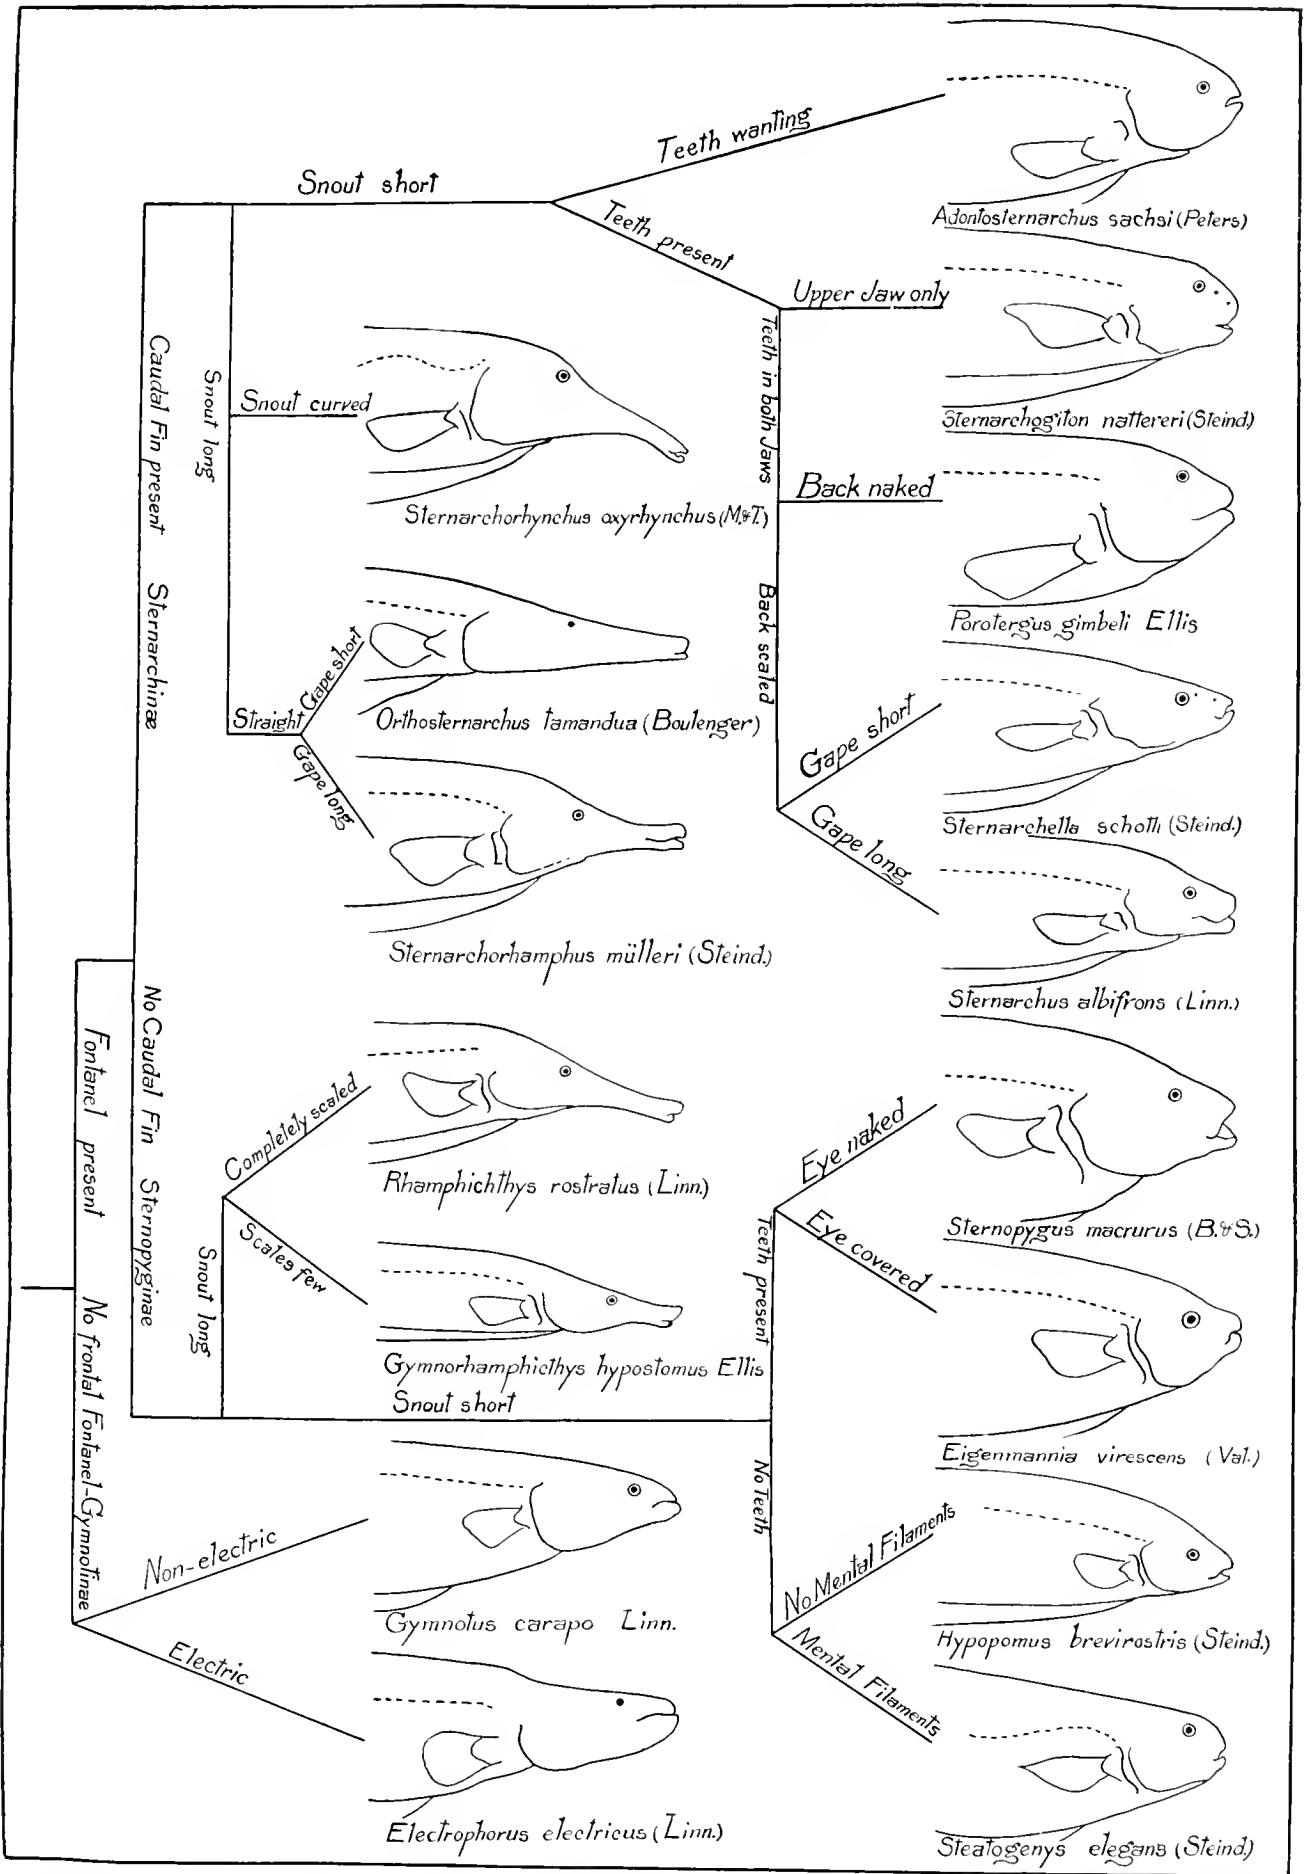 Teeth wanting
Snout short
Teeth present
Adontosternarchus sachsi (Peters)
Upper Jaw only
Teeth in both Jaws
Caudal Fin present Sternarchinæ
Snout long
Snout curved
Sternarchogiton nattereri (Steind.)
Back naked
Sternarchorhynchus oxyrhynchus (M.&T.)
Back scaled
Porotergus gimbeli Ellis
Gape short
Straight
Gape long
Orthosternarchus tamandua (Boulenger)
Gape short
Gape long
Sternarchella schotti (Steind.)
Sternarchorhamphus mülleri (Steind.)
Sternarchus albifrons (Linn.)
Fontanel present
No Caudal Fin Sternopyginae
Completely scaled
Rhamphichthys rostratus (Linn.)
Scales few
Snout long
Eye naked
Eye covered
Teeth present
Sternopygus macrurus (B.&S.)
Gymnorhamphicthys hypostomus Ellis
Snout short
No frontal Fontanel-Gymnotinae
Eigenmannia virescens (Val.)
No Teeth
Non-electric
Gymnotus carapo Linn.
No Mental Filaments
Hypopomus brevirostris (Steind.)
Mental Filaments
Electric
Electrophorus electricus (Linn.)
Steatogenys elegans (Steind.)